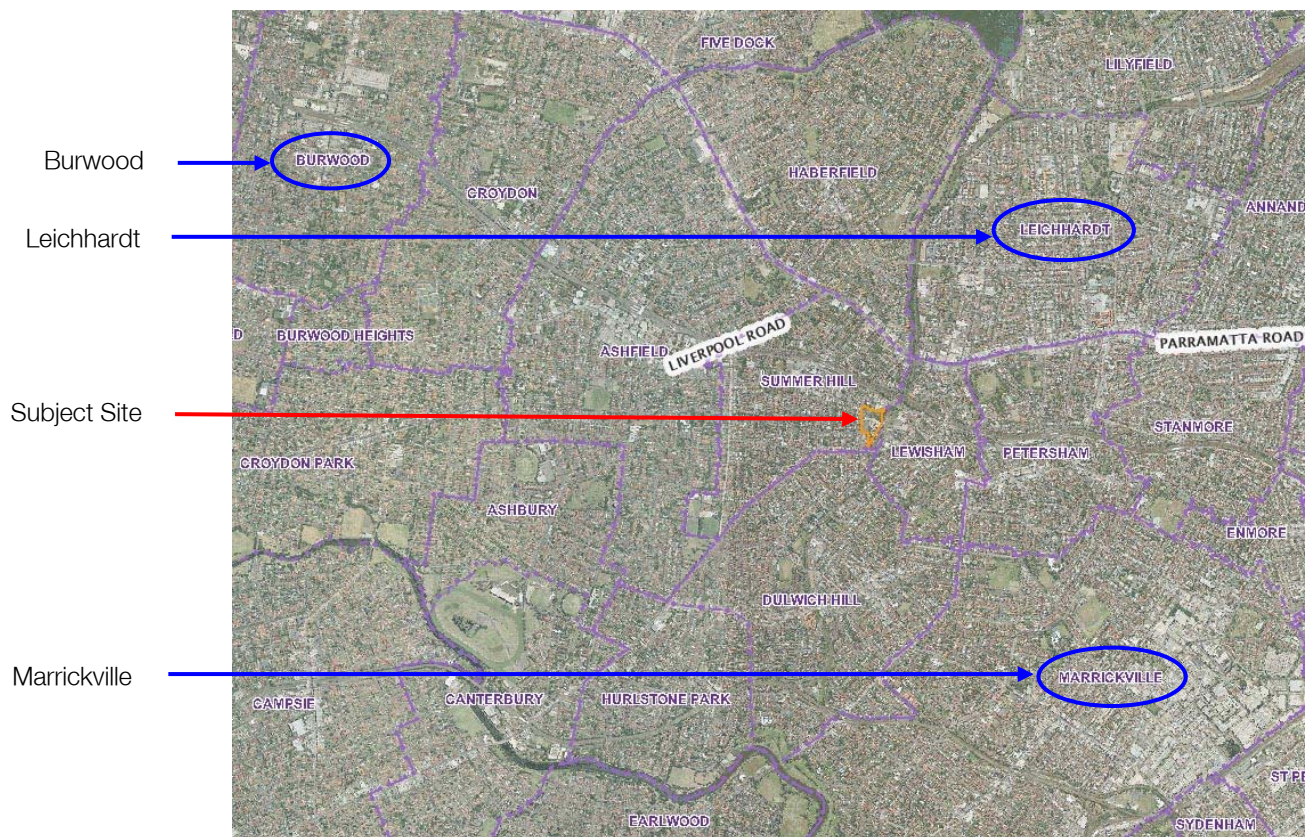 FIVE DOCK
LILYFIELD
Burwood
BURWOOD
HABERFIELD
CROYDON
ANNAND
Leichhardt
LEICHHARDT
BURWOOD HEIGHTS
D
LIVERPOOL ROAD
PARRAMATTA ROAD
ASHFIELD
SUMMER HILL
Subject Site
STANMORE
LEWISHAM
PETERSHAM
CROYDON PARK
ASHBURY
ENMORE
DULWICH HILL
Marrickville
MARRICKVILLE
CAMPSIE
CANTERBURY
HURLSTONE PARK
ST PE
EARLWOOD
SYDENHAM